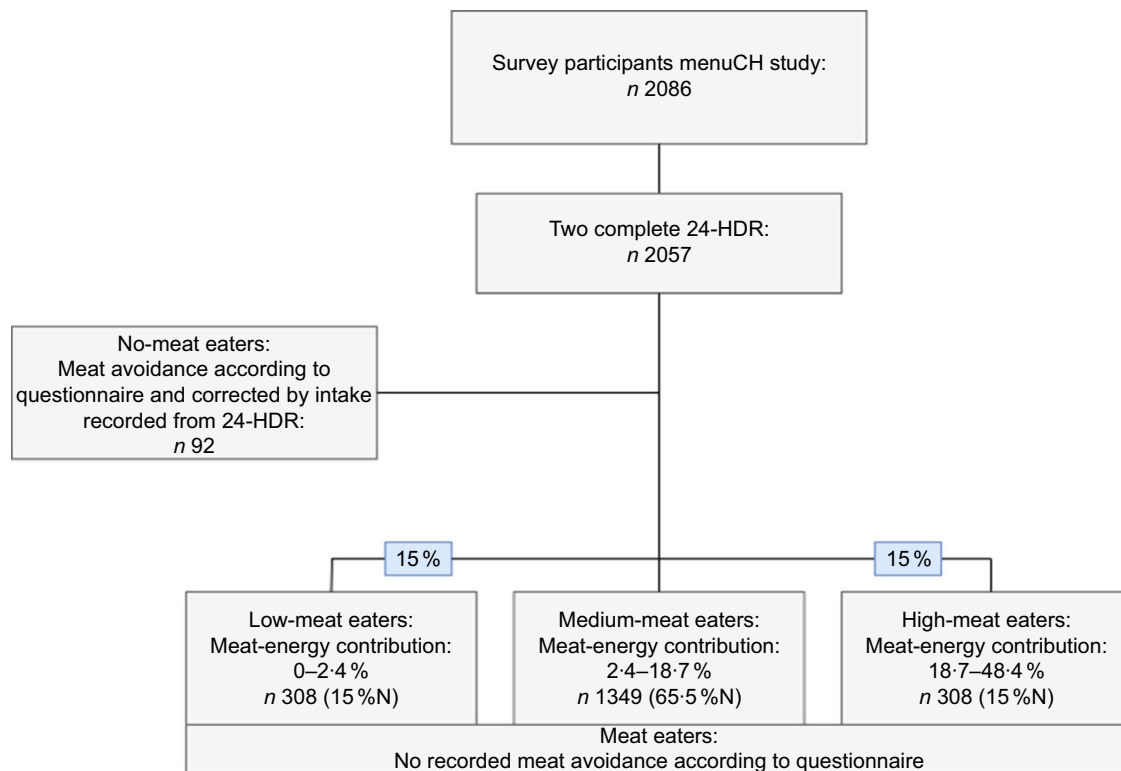 Survey participants menuCH study:
n 2086
Two complete 24-HDR:
n 2057
No-meat eaters:
Meat avoidance according to
questionnaire and corrected by intake
recorded from 24-HDR:
n 92
15 %
15 %
Low-meat eaters:
Meat-energy contribution:
0–2·4 %
n 308 (15 %N)
Medium-meat eaters:
Meat-energy contribution:
2·4–18·7 %
n 1349 (65·5 %N)
High-meat eaters:
Meat-energy contribution:
18·7–48·4 %
n 308 (15 %N)
Meat eaters:
No recorded meat avoidance according to questionnaire